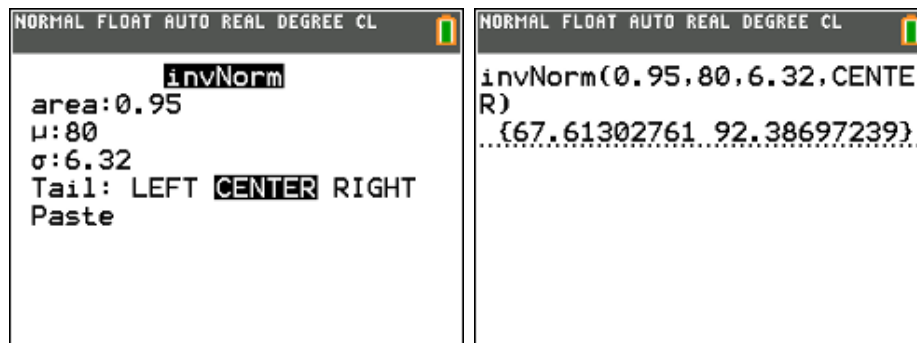 NORMAL FLOAT AUTO REAL DEGREE CL
invNorm
area:0.95
μ:80
σ:6.32
Tail: LEFT CENTER RIGHT
Paste
NORMAL FLOAT AUTO REAL DEGREE CL
invNorm(0.95,80,6.32,CENTE
R)
{67.61302761 92.38697239}